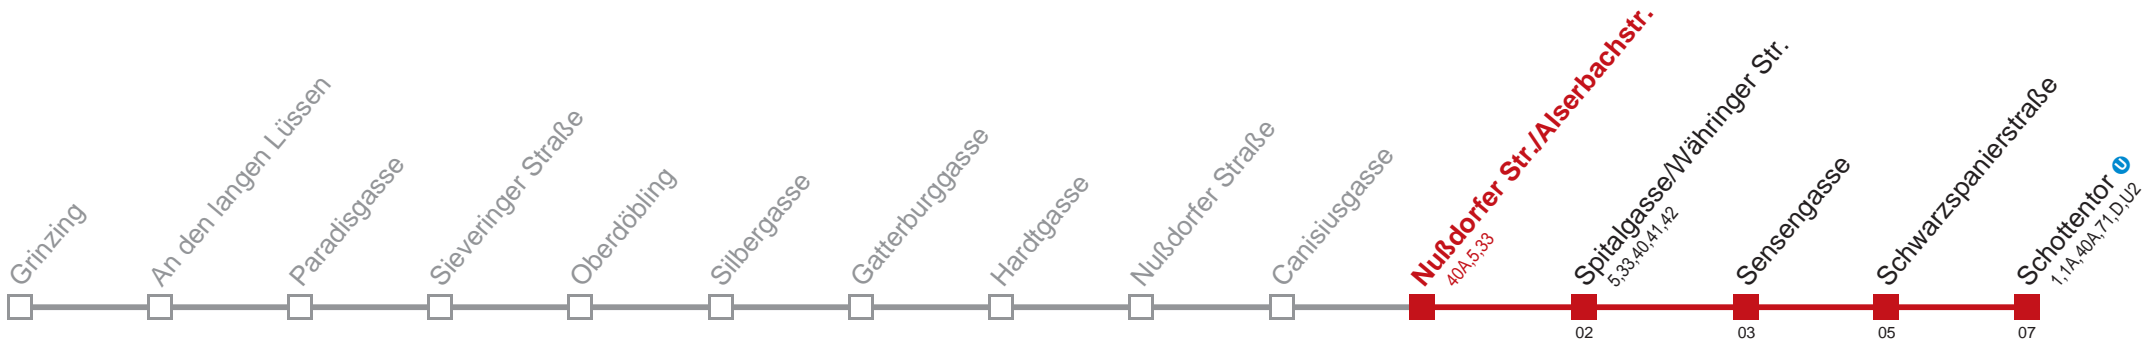 Grinzing
An den langen Lüssen
Paradisgasse
Sieveringer Straße
Oberdöbling
Silbergasse
Gatterburggasse
Hardtgasse
Nußdorfer Straße
Canisiusgasse
Nußdorfer Str./Alserbachstr.
40A,5,33
Spitalgasse/Währinger Str.
5,33,40,41,42
02
Sensengasse
03
Schwarzspanierstraße
05
Schottentor U
1,1A,40A,71,D,U2
07